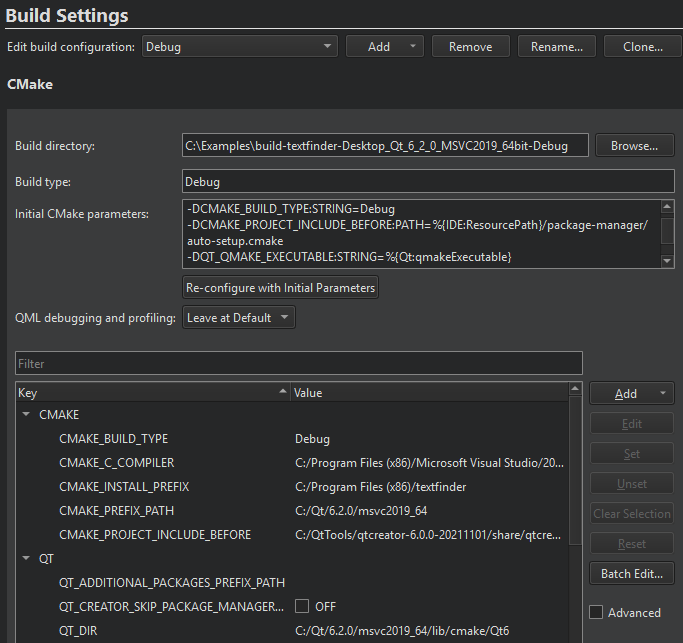 Build Settings
Edit build configuration: Debug Add Remove Rename... Clone...
CMake
Build directory: C:\Examples\build-textfinder-Desktop_Qt_6_2_0_MSVC2019_64bit-Debug Browse...
Build type: Debug
Initial CMake parameters: -DCMAKE_BUILD_TYPE:STRING=Debug
-DCMAKE_PROJECT_INCLUDE_BEFORE:PATH=%{IDE:ResourcePath}/package-manager/
auto-setup.cmake
-DQT_QMAKE_EXECUTABLE:STRING=%{Qt:qmakeExecutable}
Re-configure with Initial Parameters
QML debugging and profiling: Leave at Default
Filter
Key Value Add
CMAKE
Edit
CMAKE_BUILD_TYPE Debug
Set
CMAKE_C_COMPILER C:/Program Files (x86)/Microsoft Visual Studio/20...
Unset
CMAKE_INSTALL_PREFIX C:/Program Files (x86)/textfinder
CMAKE_PREFIX_PATH C:/Qt/6.2.0/msvc2019_64 Clear Selection
CMAKE_PROJECT_INCLUDE_BEFORE C:/QtTools/qtcreator-6.0.0-20211101/share/qtcre...
Reset
QT
Batch Edit...
QT_ADDITIONAL_PACKAGES_PREFIX_PATH
QT_CREATOR_SKIP_PACKAGE_MANAGER... OFF Advanced
QT_DIR C:/Qt/6.2.0/msvc2019_64/lib/cmake/Qt6